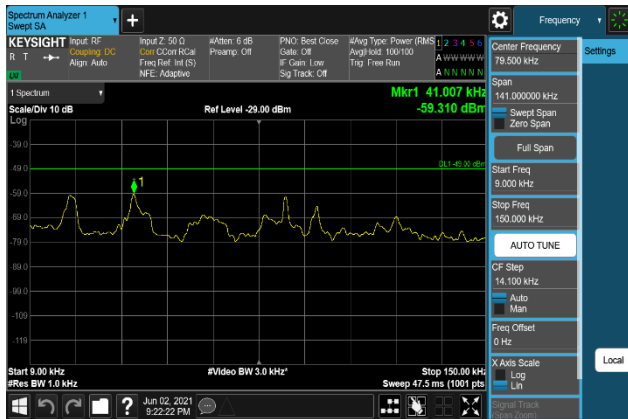 Spectrum Analyzer 1
Swept SA
+
Frequency
KEYSIGHT
R T
Input: RF
Coupling: DC
Align: Auto
Input Z: 50 Ω
Corr CCorr RCal
Freq Ref: Int (S)
NFE: Adaptive
#Atten: 6 dB
Preamp: Off
PNO: Best Close
Gate: Off
IF Gain: Low
Sig Track: Off
#Avg Type: Power (RMS
Avg|Hold: 100/100
Trig: Free Run
1 2 3 4 5 6
A W W W W W
A N N N N N
1 Spectrum
Scale/Div 10 dB
Log
Ref Level -29.00 dBm
Mkr1 41.007 kHz
-59.310 dBm
DL1 -49.00 dBm
1
-39.0
-49.0
-59.0
-69.0
-79.0
-89.0
-99.0
-109
-119
Start 9.00 kHz
#Res BW 1.0 kHz
#Video BW 3.0 kHz*
Stop 150.00 kHz
Sweep 47.5 ms (1001 pts
Jun 02, 2021
9:22:22 PM
?
Center Frequency
79.500 kHz
Span
141.000000 kHz
Swept Span
Zero Span
Full Span
Start Freq
9.000 kHz
Stop Freq
150.000 kHz
AUTO TUNE
CF Step
14.100 kHz
Auto
Man
Freq Offset
0 Hz
X Axis Scale
Log
Lin
Signal Track
(Span Zoom)
Settings
Local